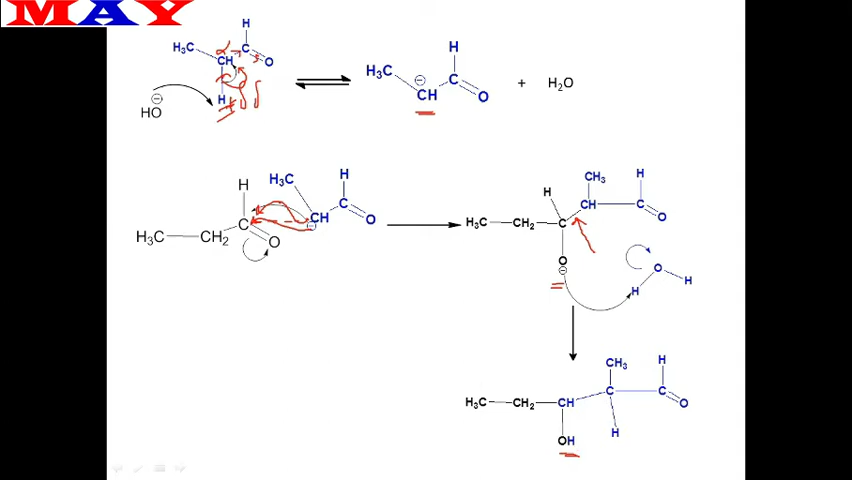 MAY
H
H₃C α C
CH O
H
HO⊖
H
H₃C ⊖ C
CH O
+ H₂O
H H₃C H
C CH C
H₃C CH₂ O ⊖ O
CH₃ H
H CH C
H₃C CH₂ C O
O
⊖ O
H H
CH₃ H
H₃C CH₂ CH C C
O
OH H